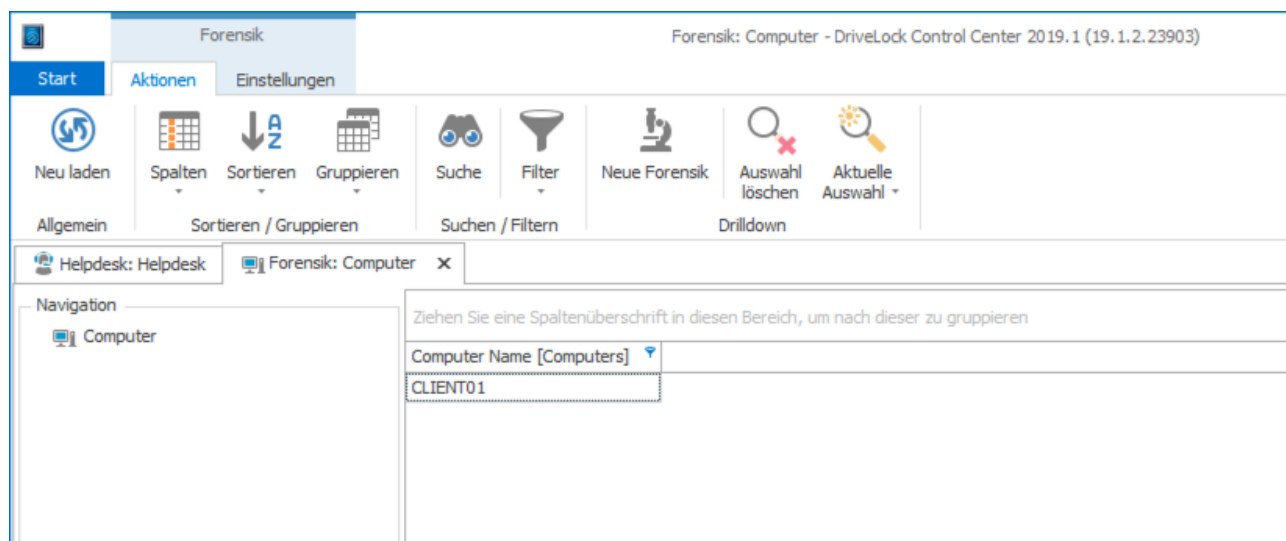 Forensik
Forensik: Computer - DriveLock Control Center 2019.1 (19.1.2.23903)
Start Aktionen Einstellungen
Neu laden Spalten Sortieren Gruppieren Suche Filter Neue Forensik Auswahl löschen Aktuelle Auswahl
Allgemein Sortieren / Gruppieren Suchen / Filtern Drilldown
Helpdesk: Helpdesk Forensik: Computer
Navigation
Computer
Ziehen Sie eine Spaltenüberschrift in diesen Bereich, um nach dieser zu gruppieren
Computer Name [Computers]
CLIENT01